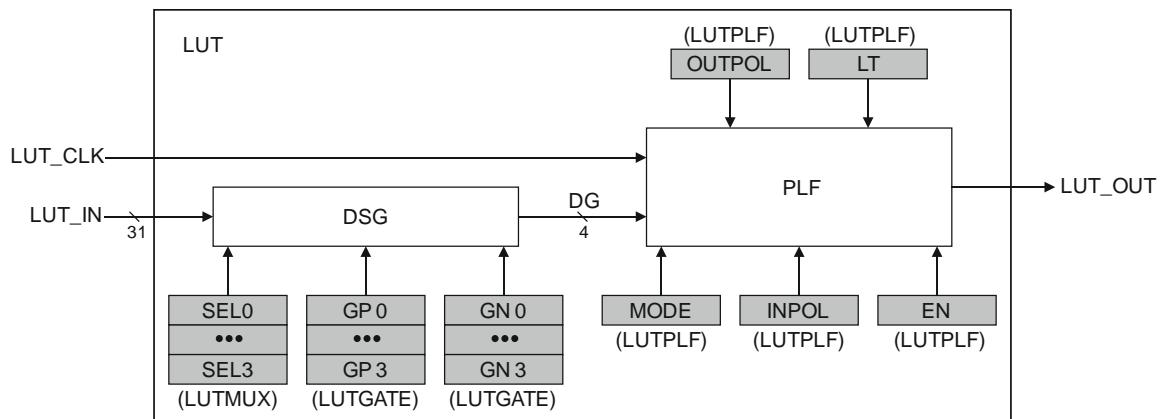 LUT
(LUTPLF) (LUTPLF)
OUTPOL LT
LUT_CLK
PLF
LUT_OUT
LUT_IN 31 DSG DG 4
SEL0 GP 0 GN 0 MODE INPOL EN
••• ••• ••• (LUTPLF) (LUTPLF) (LUTPLF)
SEL3 GP 3 GN 3
(LUTMUX) (LUTGATE) (LUTGATE)